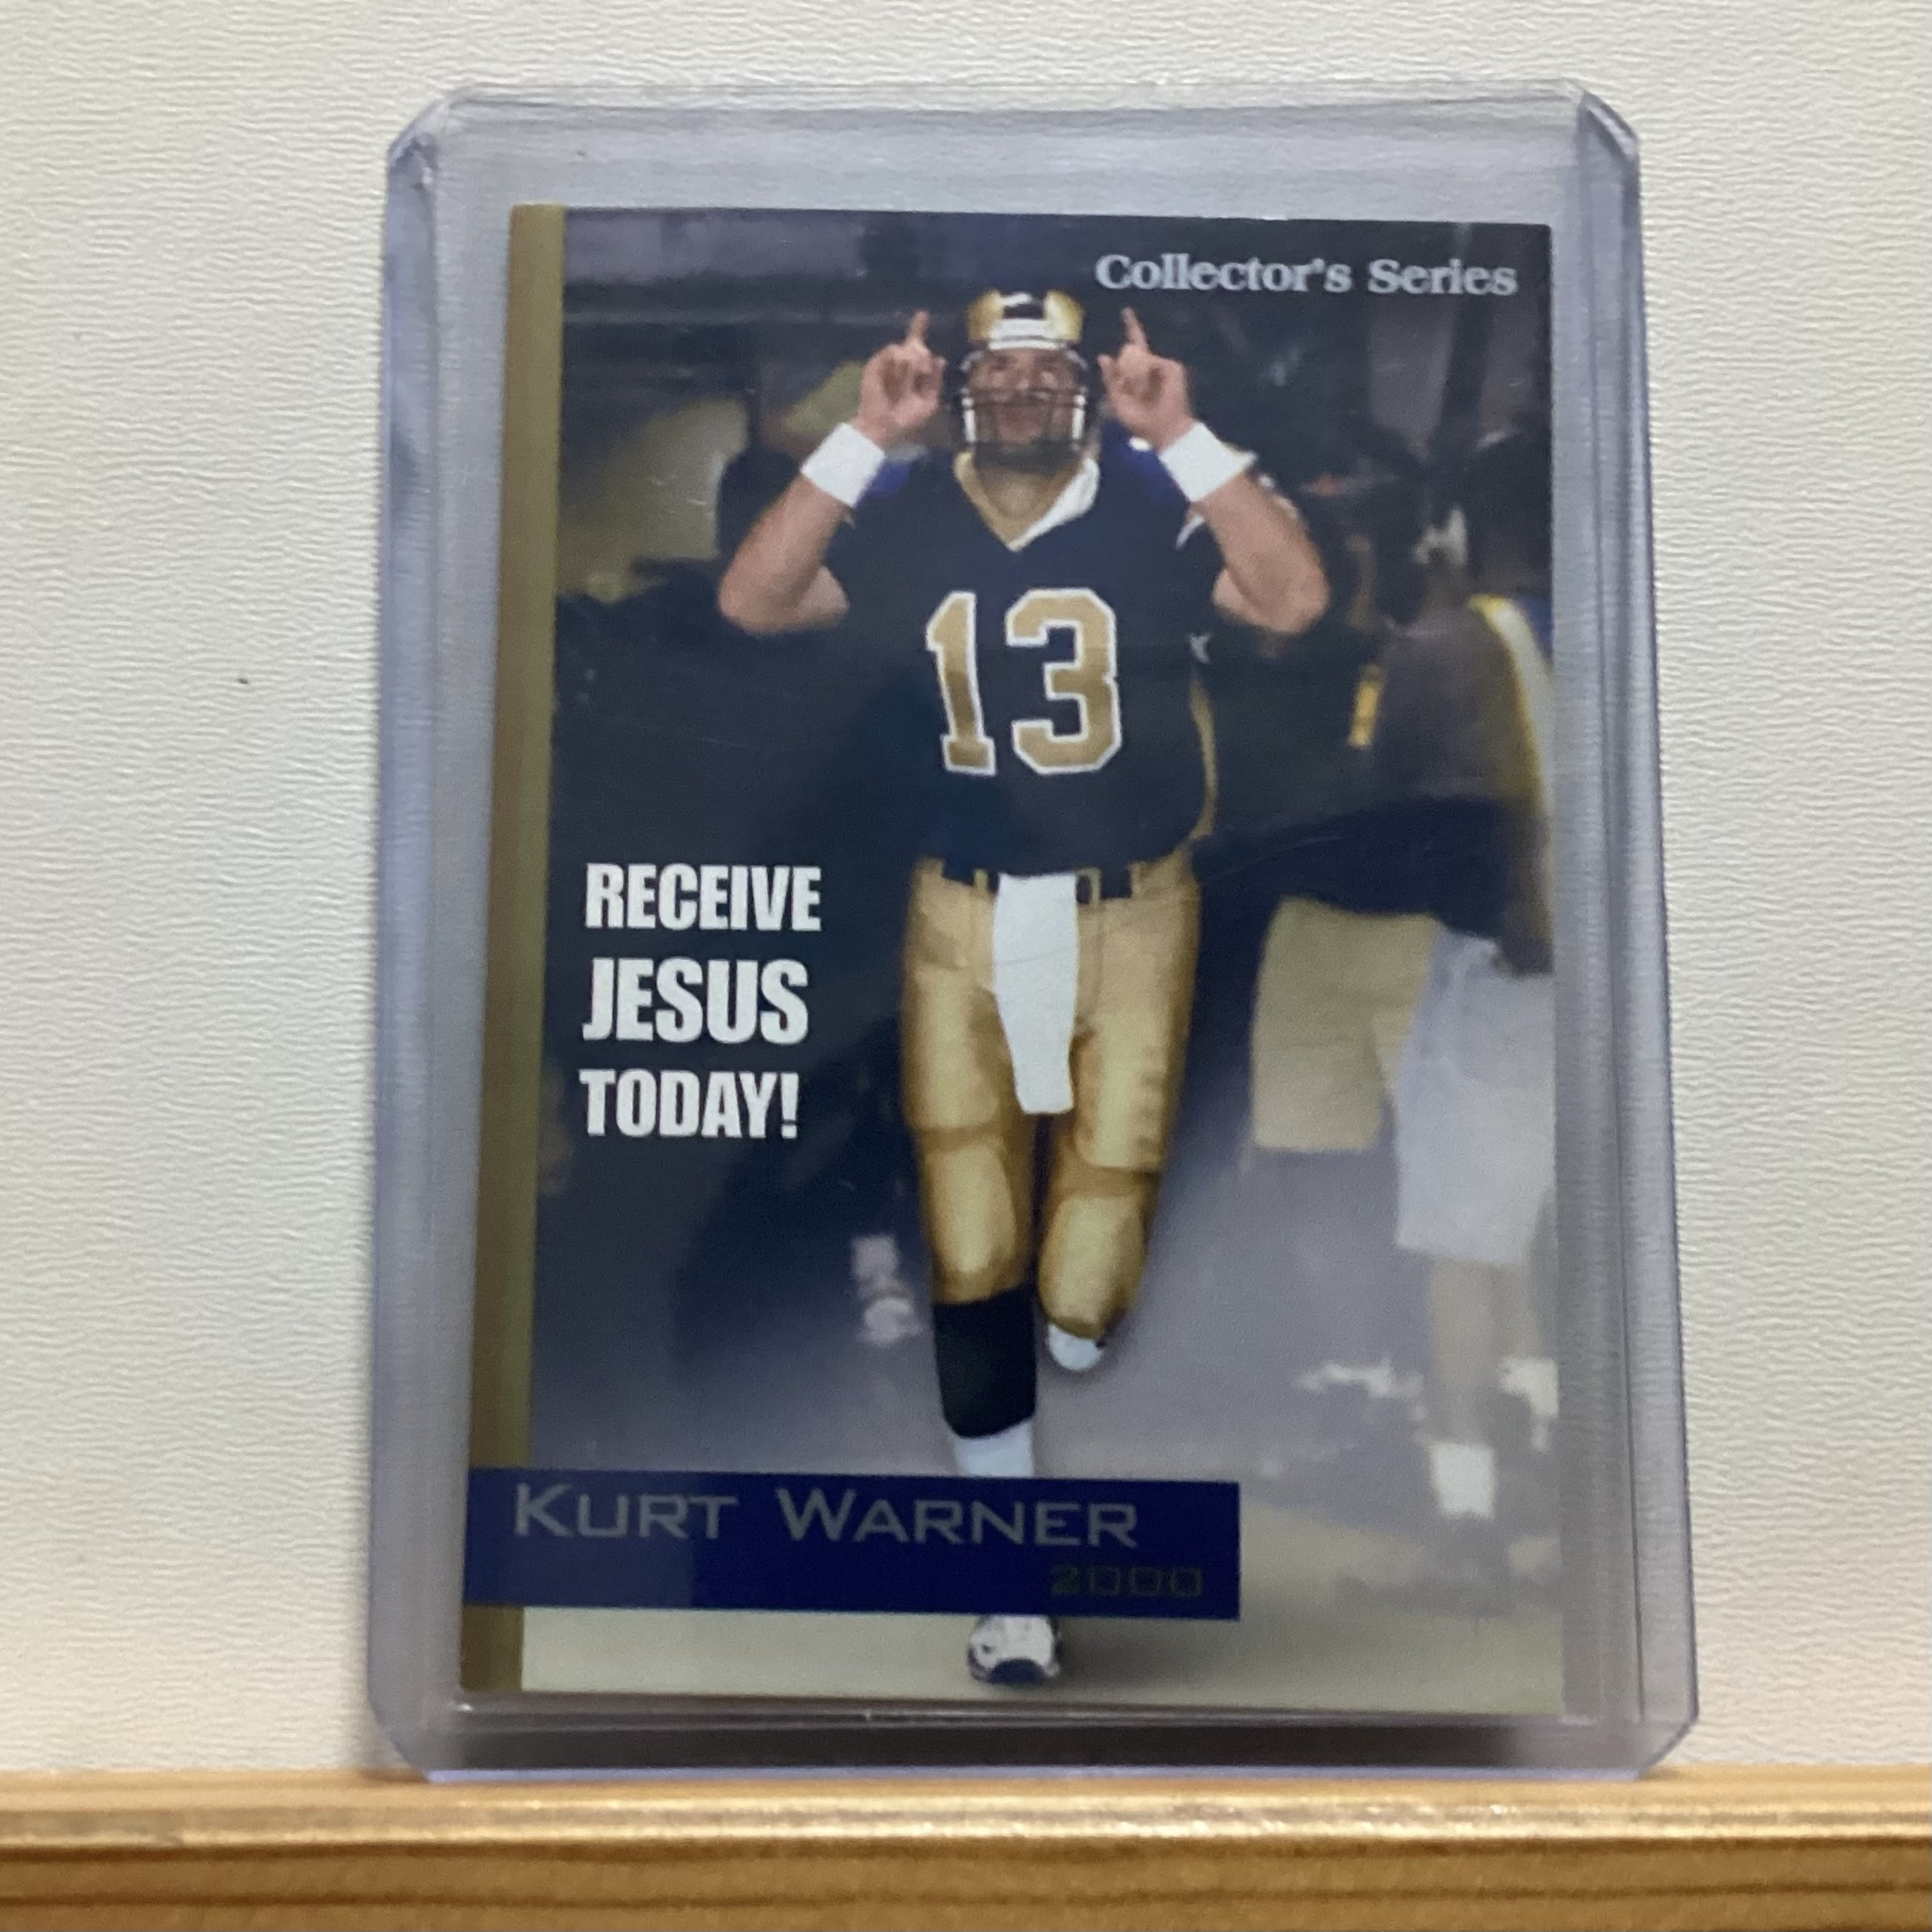 Collector's Series
13
RECEIVE
JESUS
TODAY!
KURT WARNER
2000